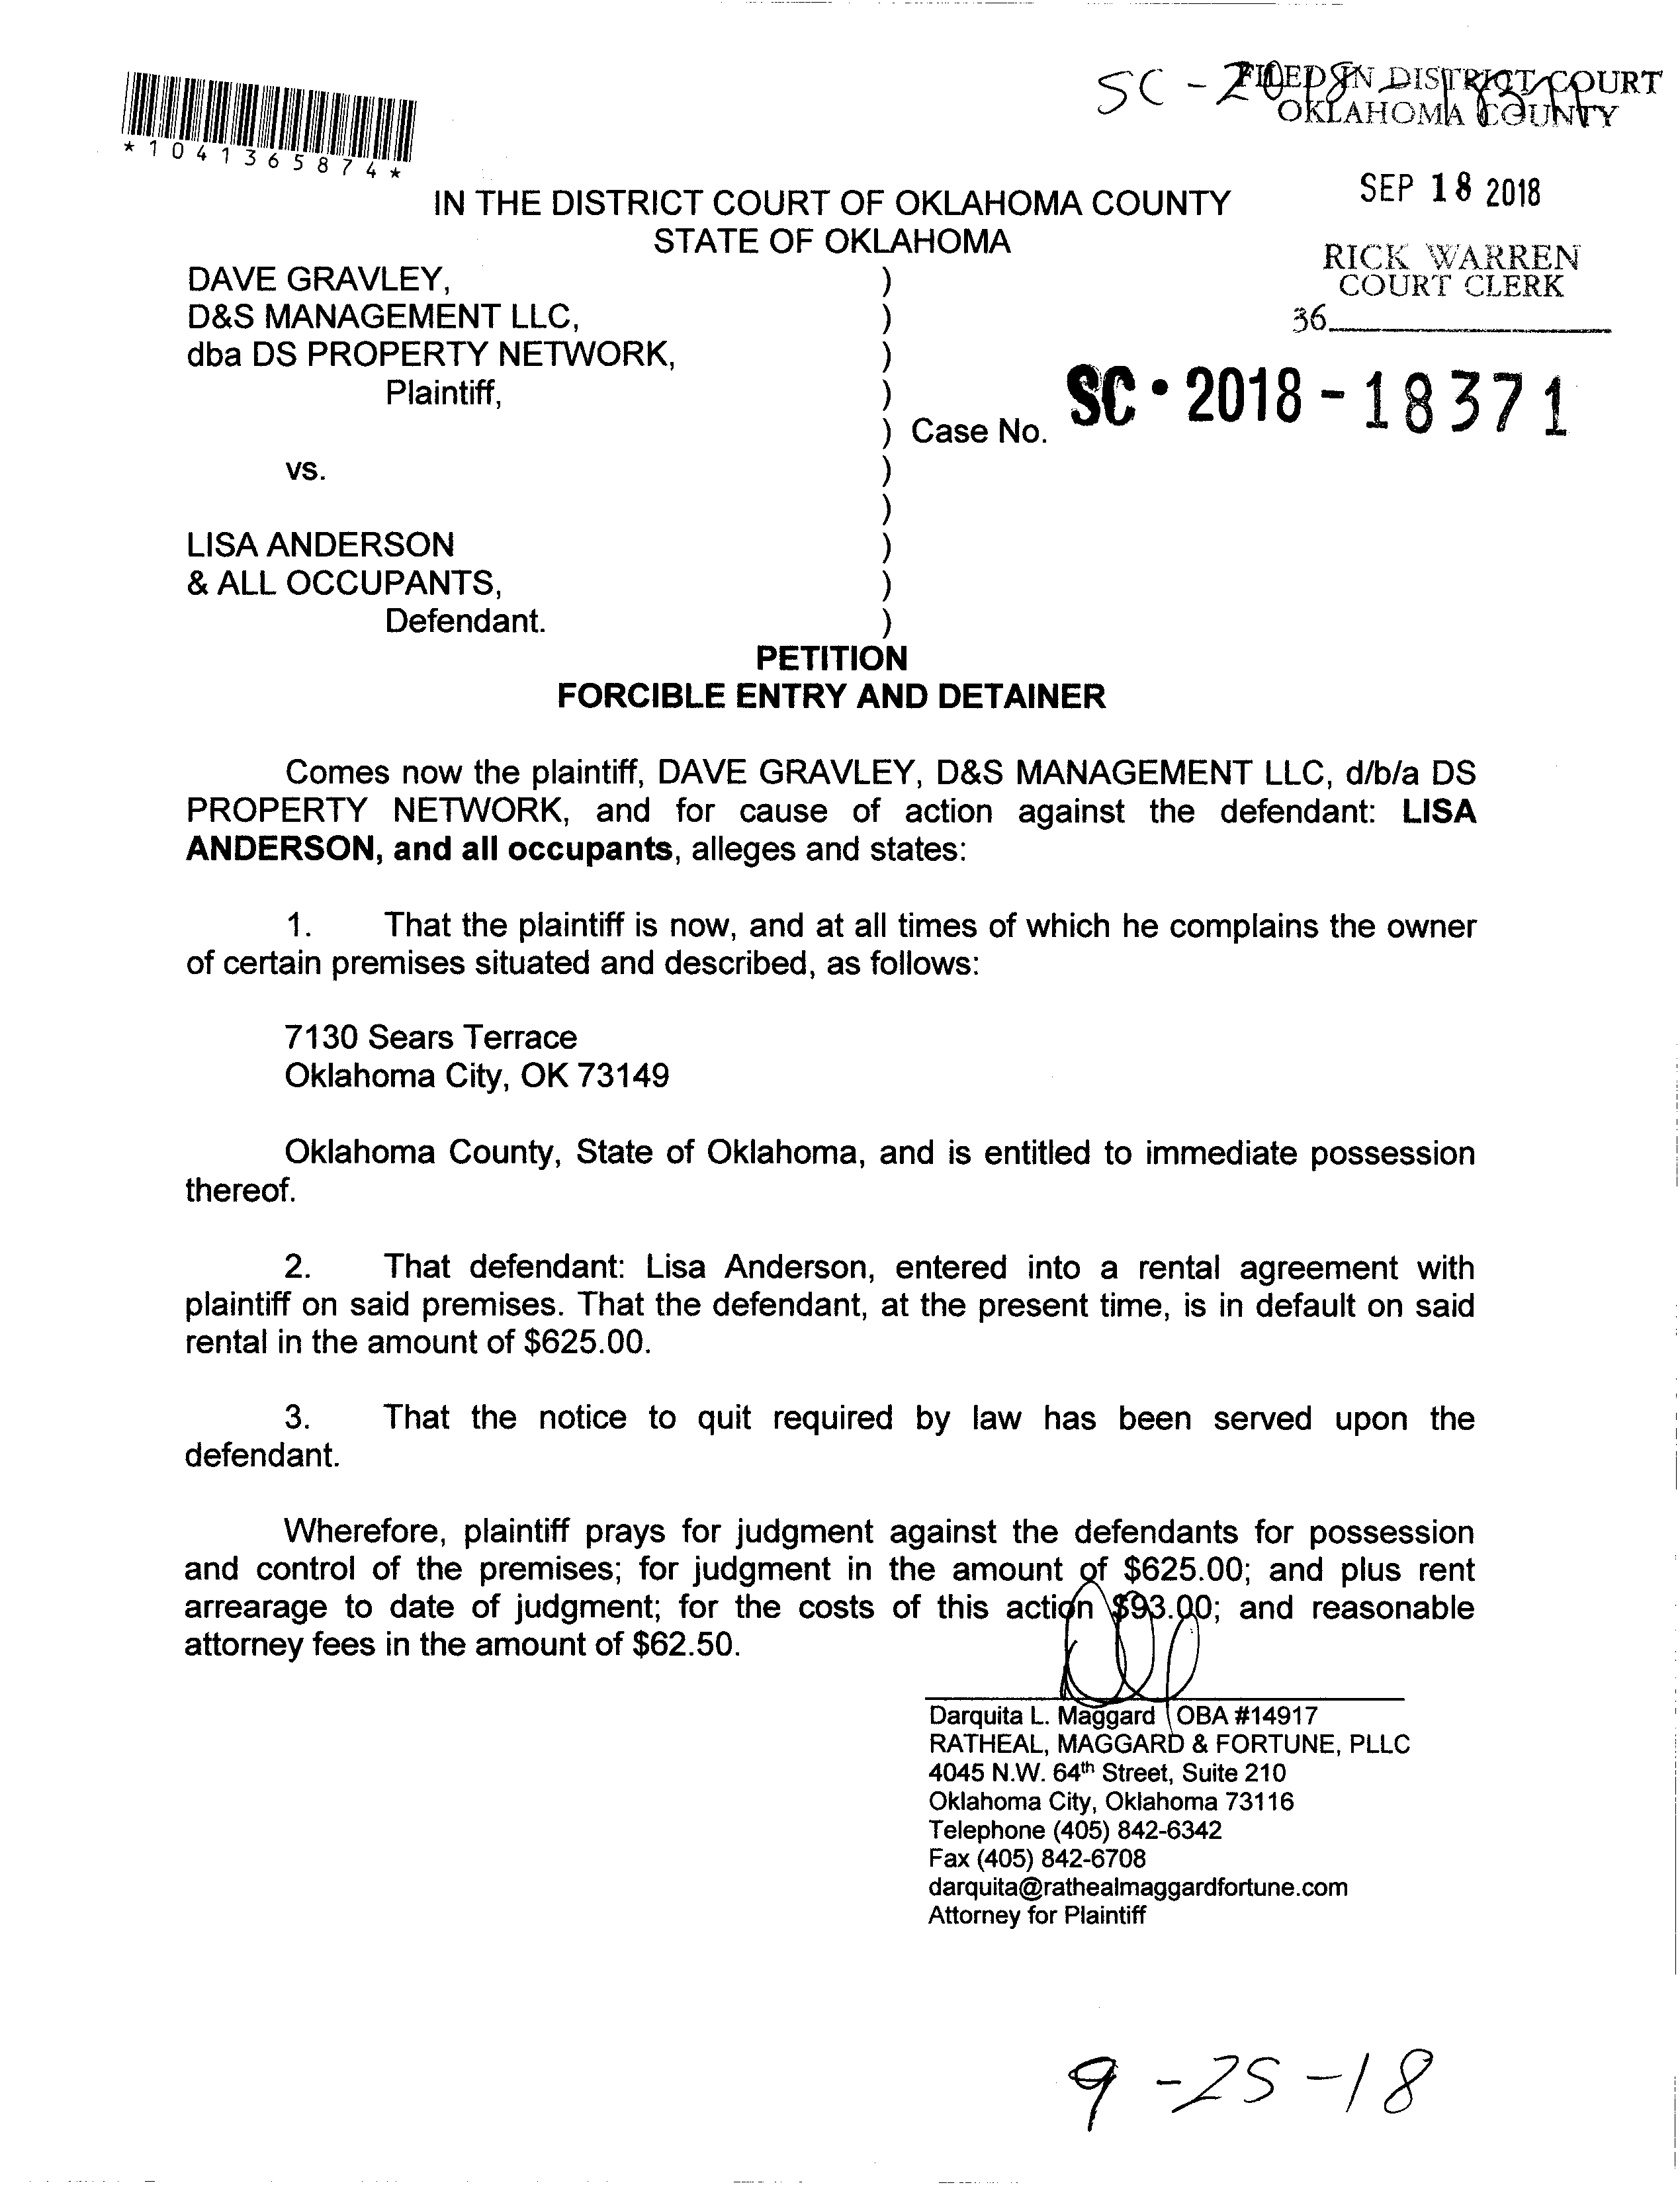 SC-2018-18371
FILED IN DISTRICT COURT
OKLAHOMA COUNTY
*1041365874*
SEP 18 2018
IN THE DISTRICT COURT OF OKLAHOMA COUNTY
STATE OF OKLAHOMA
RICK WARREN
COURT CLERK
36
DAVE GRAVLEY, )
D&S MANAGEMENT LLC, )
dba DS PROPERTY NETWORK, )
Plaintiff, )
) Case No. SC·2018-18371
vs. )
)
LISA ANDERSON )
& ALL OCCUPANTS, )
Defendant. )
PETITION
FORCIBLE ENTRY AND DETAINER
Comes now the plaintiff, DAVE GRAVLEY, D&S MANAGEMENT LLC, d/b/a DS
PROPERTY NETWORK, and for cause of action against the defendant: LISA
ANDERSON, and all occupants, alleges and states:
1. That the plaintiff is now, and at all times of which he complains the owner
of certain premises situated and described, as follows:
7130 Sears Terrace
Oklahoma City, OK 73149
Oklahoma County, State of Oklahoma, and is entitled to immediate possession
thereof.
2. That defendant: Lisa Anderson, entered into a rental agreement with
plaintiff on said premises. That the defendant, at the present time, is in default on said
rental in the amount of $625.00.
3. That the notice to quit required by law has been served upon the
defendant.
Wherefore, plaintiff prays for judgment against the defendants for possession
and control of the premises; for judgment in the amount of $625.00; and plus rent
arrearage to date of judgment; for the costs of this action $93.00; and reasonable
attorney fees in the amount of $62.50.
Darquita L. Maggard OBA #14917
RATHEAL, MAGGARD & FORTUNE, PLLC
4045 N.W. 64th Street, Suite 210
Oklahoma City, Oklahoma 73116
Telephone (405) 842-6342
Fax (405) 842-6708
darquita@rathealmaggardfortune.com
Attorney for Plaintiff
9-25-18